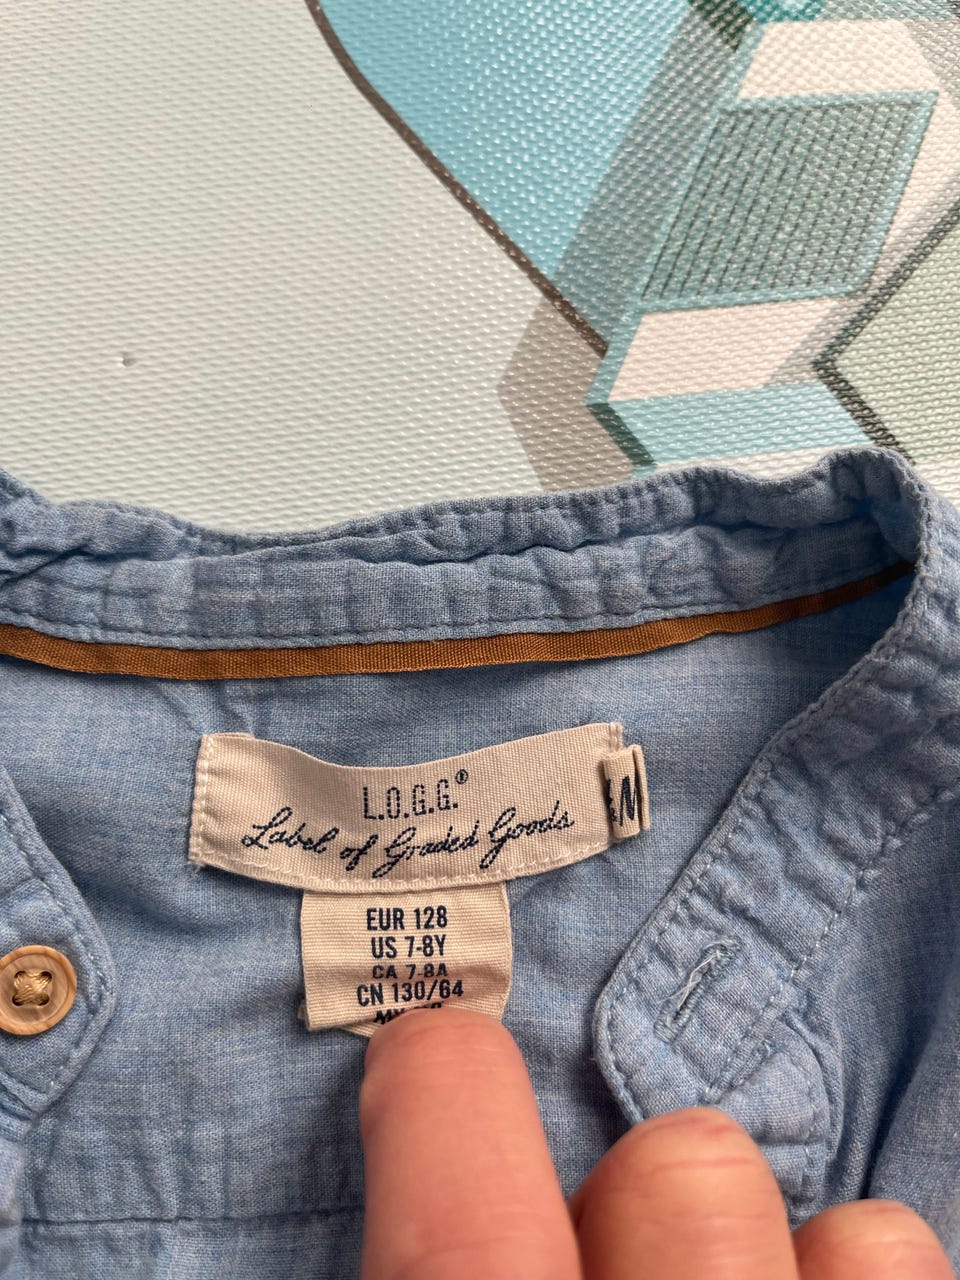 L.O.G.G.®
Label of Graded Goods
EUR 128
US 7-8Y
CA 7-8A
CN 130/64